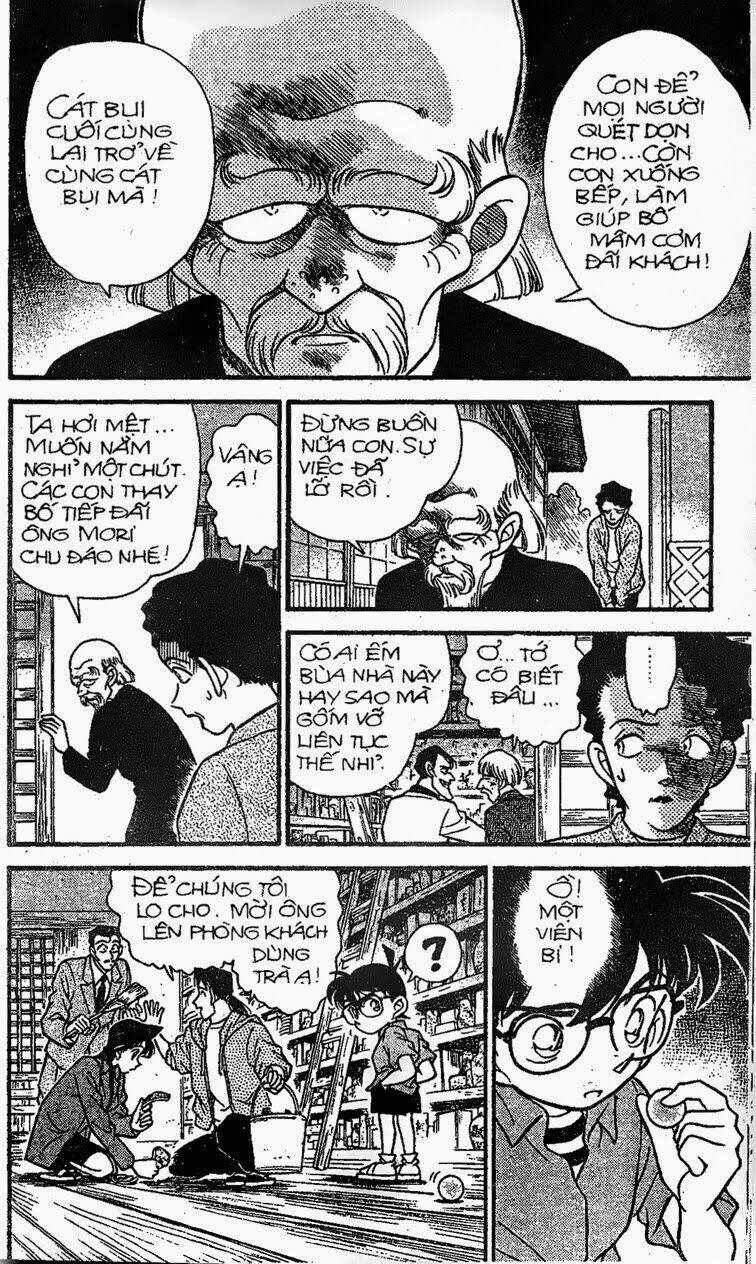 CÁT BỤI
CUỐI CÙNG
LẠI TRỞ VỀ
CÙNG CÁT
BỤI MÀ!
CON ĐỂ
MỌI NGƯỜI
QUÉT DỌN
CHO...CÒN
CON XUỐNG
BẾP, LÀM
GIÚP BỐ
MÂM CƠM
ĐÃI KHÁCH!
ĐỪNG BUỒN
NỮA CON. SỰ
VIỆC ĐÃ
LỠ RỒI.
TA HƠI MỆT...
MUỐN NẰM
NGHỈ MỘT CHÚT.
CÁC CON THAY
BỐ TIẾP ĐÃI
ÔNG MORI
CHU ĐÁO NHÉ!
VÂNG
Ạ!
CÓ AI ẾM
BÙA NHÀ NÀY
HAY SAO MÀ
GỐM VỠ
LIÊN TỤC
THẾ NHỈ.
Ơ... TỚ
CÓ BIẾT
ĐÂU...
......
ĐỂ CHÚNG TÔI
LO CHO. MỜI ÔNG
LÊN PHÒNG KHÁCH
DÙNG
TRÀ Ạ!
?
Ồ!
MỘT
VIÊN
BI!